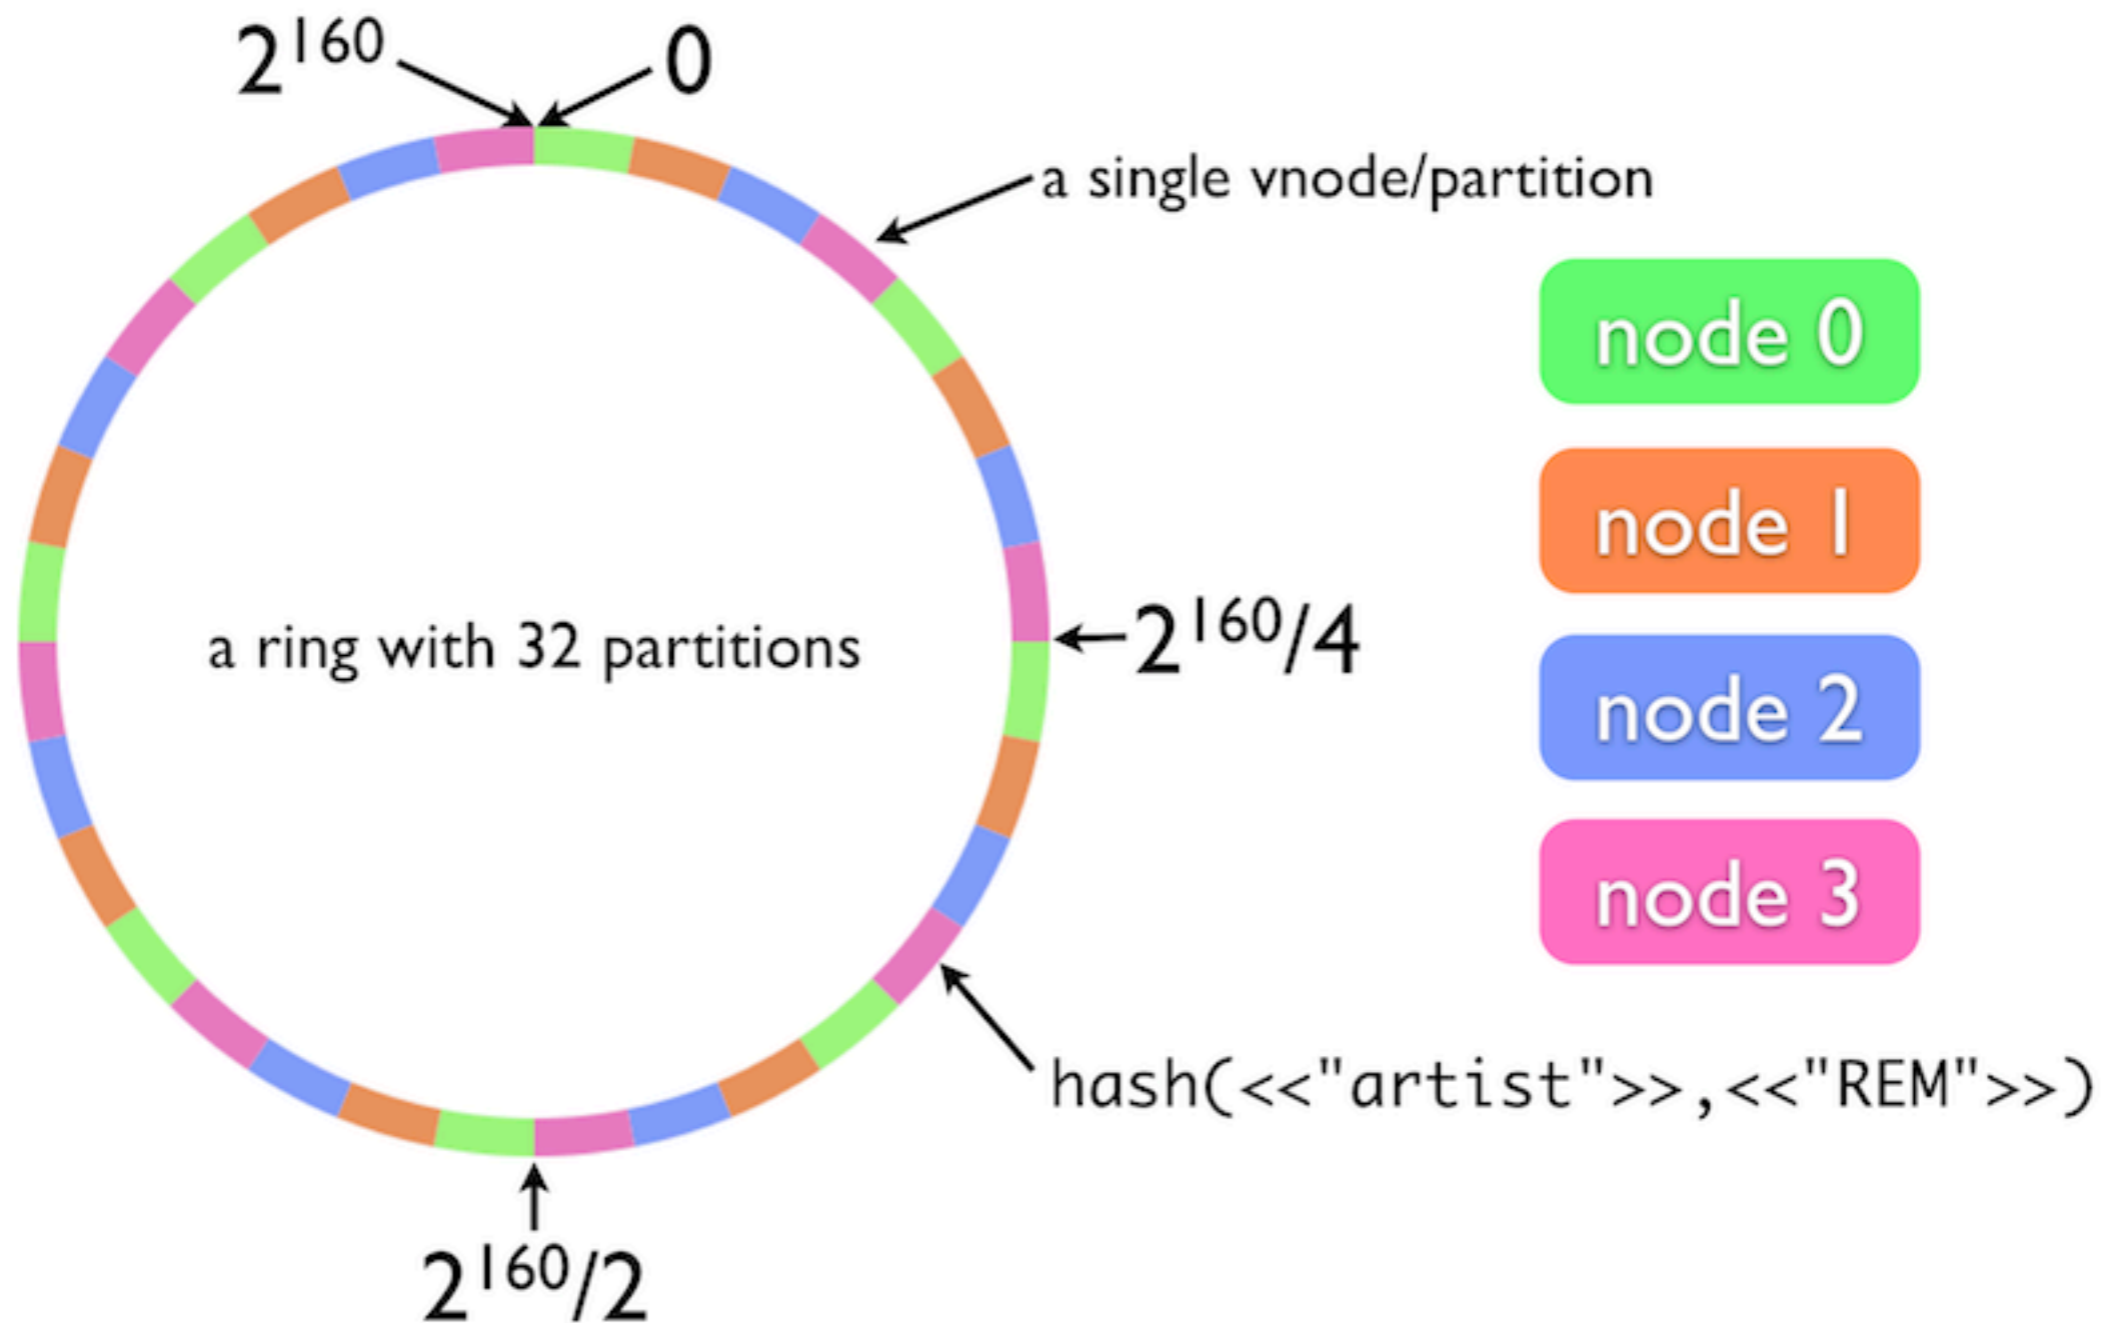 2¹⁶⁰
0
a single vnode/partition
node 0
node 1
a ring with 32 partitions
2¹⁶⁰/4
node 2
node 3
hash(<<"artist">>,<<"REM">>)
2¹⁶⁰/2